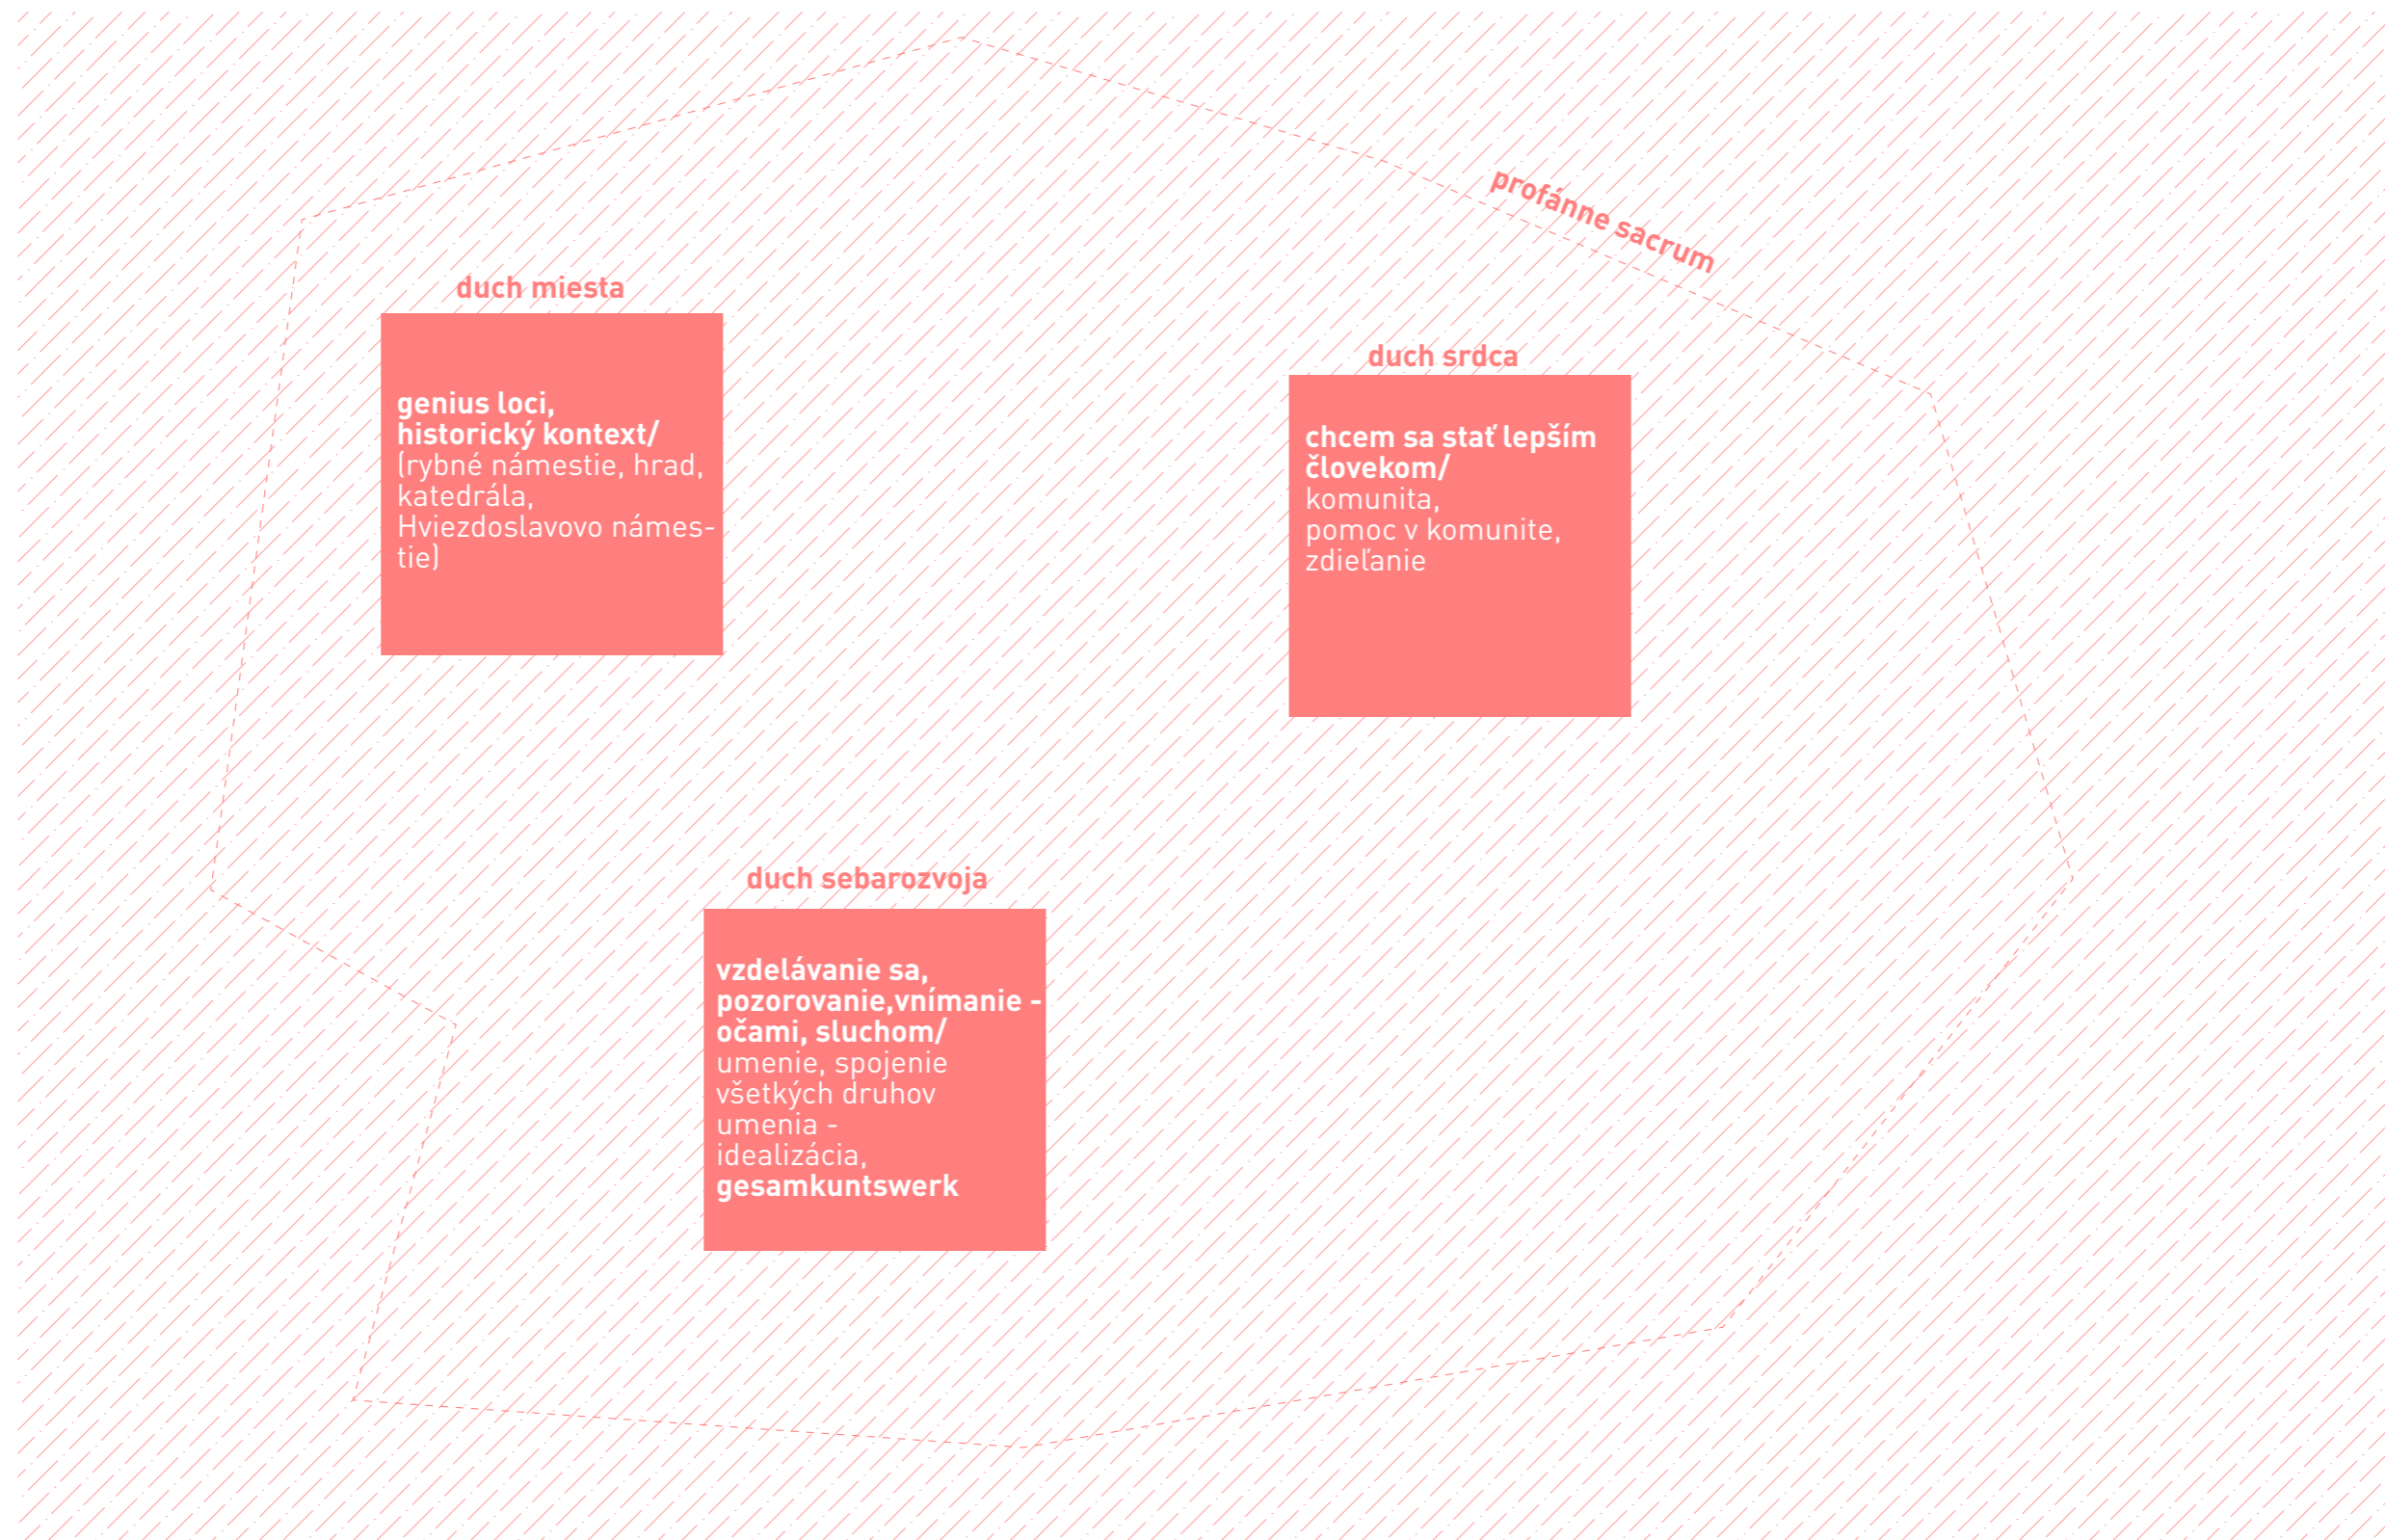 profánne sacrum
duch miesta
genius loci,
historický kontext/
(rybné námestie, hrad,
katedrála,
Hviezdoslavovo námes-
tie)
duch srdca
chcem sa stať lepším
človekom/
komunita,
pomoc v komunite,
zdieľanie
duch sebarozvoja
vzdelávanie sa,
pozorovanie,vnímanie -
očami, sluchom/
umenie, spojenie
všetkých druhov
umenia -
idealizácia,
gesamkuntswerk